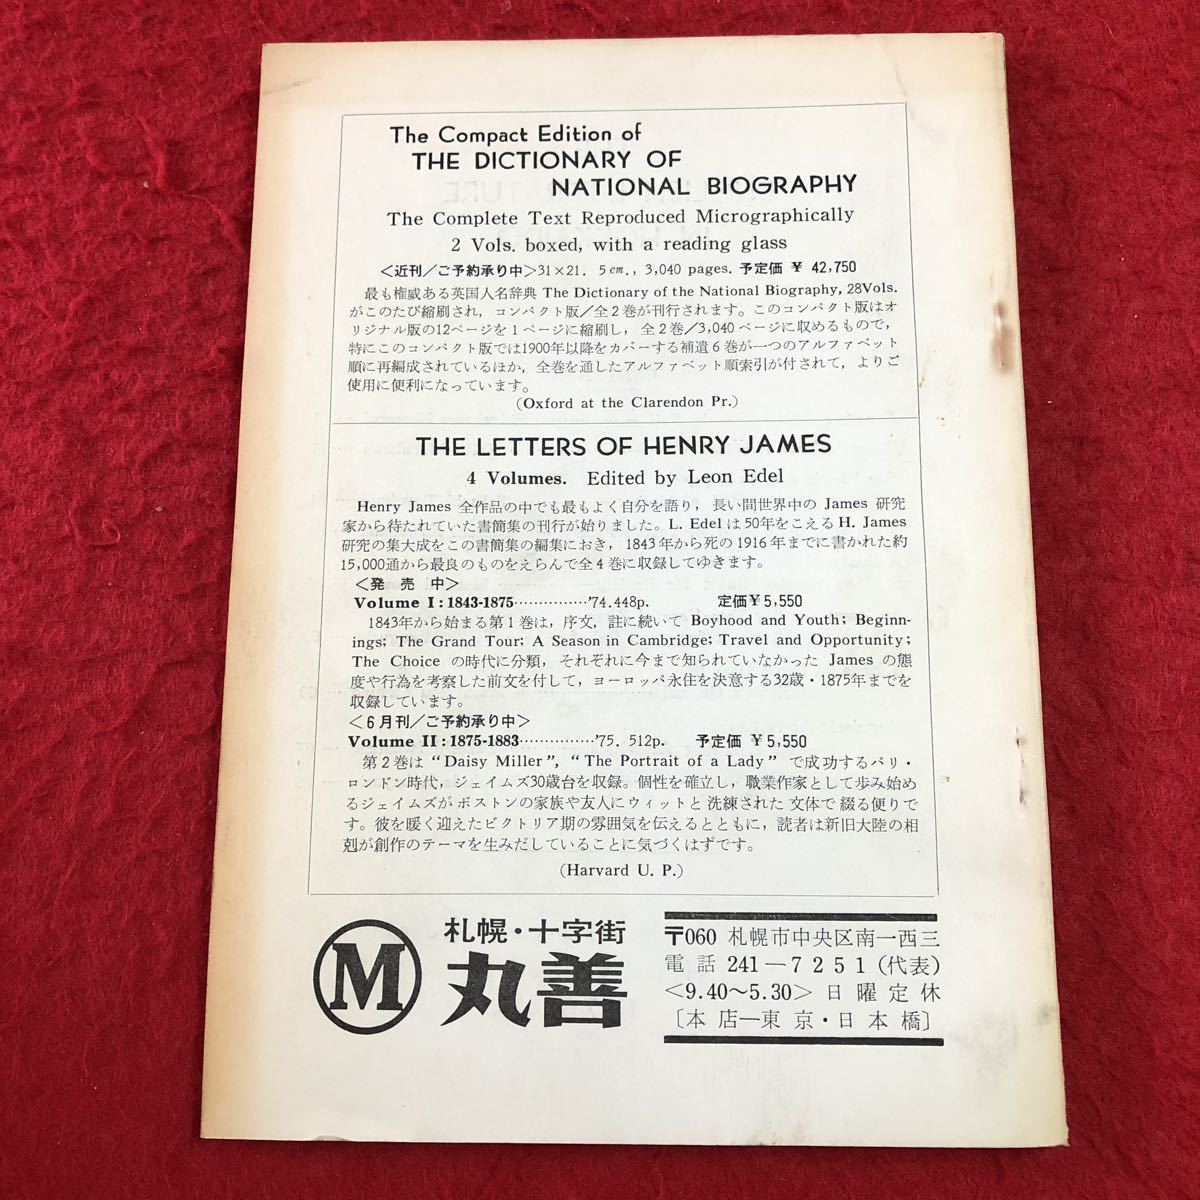 The Compact Edition of
THE DICTIONARY OF
NATIONAL BIOGRAPHY
The Complete Text Reproduced Micrographically
2 Vols. boxed, with a reading glass
＜近刊/ご予約承り中＞31×21. 5cm., 3,040 pages. 予定価 ¥ 42,750
最も権威ある英国人名辞典 The Dictionary of the National Biography, 28Vols.
がこのたび縮刷され, コンパクト版/全2巻が刊行されます。このコンパクト版はオ
リジナル版の12ページを1ページに縮刷し, 全2巻/3,040ページに収めるもので,
特にこのコンパクト版では1900年以降をカバーする補遺6巻が一つのアルファベット
順に再編成されているほか, 全巻を通したアルファベット順索引が付されて, よりご
使用に便利になっています。
(Oxford at the Clarendon Pr.)
THE LETTERS OF HENRY JAMES
4 Volumes. Edited by Leon Edel
Henry James 全作品の中でも最もよく自分を語り, 長い間世界中の James 研究
家から待たれていた書簡集の刊行が始りました。L. Edel は50年をこえる H. James
研究の集大成をこの書簡集の編集におき, 1843年から死の1916年までに書かれた約
15,000通から最良のものをえらんで全4巻に収録してゆきます。
＜発 売 中＞
Volume I : 1843-1875……………'74.448p. 定価¥5,550
1843年から始まる第1巻は, 序文, 註に続いて Boyhood and Youth; Beginn-
ings; The Grand Tour; A Season in Cambridge; Travel and Opportunity;
The Choice の時代に分類, それぞれに今まで知られていなかった James の態
度や行為を考察した前文を付して, ヨーロッパ永住を決意する32歳・1875年までを
収録しています。
＜6月刊/ご予約承り中＞
Volume II : 1875-1883……………'75. 512p. 予定価 ¥5,550
第2巻は "Daisy Miller", "The Portrait of a Lady" で成功するパリ・
ロンドン時代, ジェイムズ30歳台を収録。個性を確立し, 職業作家として歩み始め
るジェイムズがボストンの家族や友人にウィットと洗練された文体で綴る便りで
す。彼を暖く迎えたビクトリア期の雰囲気を伝えるとともに, 読者は新旧大陸の相
剋が創作のテーマを生みだしていることに気づくはずです。
(Harvard U. P.)
M
札幌・十字街
丸善
〒060 札幌市中央区南一西三
電話 241―7251 (代表)
＜9.40～5.30＞ 日曜定休
〔本店―東京・日本橋〕